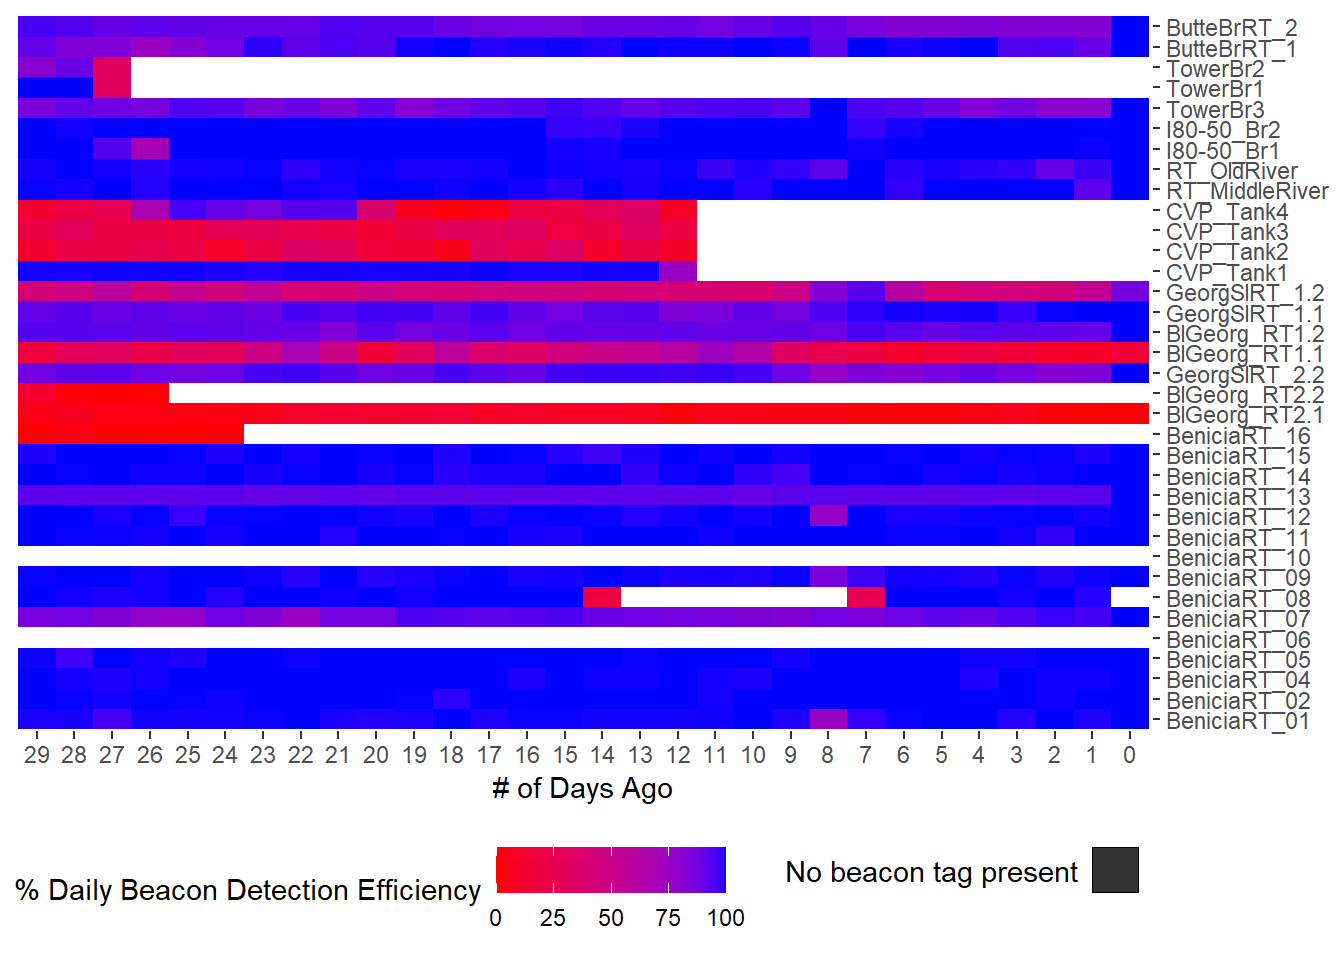 ButteBrRT_2
ButteBrRT_1
TowerBr2
TowerBr1
TowerBr3
I80-50_Br2
I80-50_Br1
RT_OldRiver
RT_MiddleRiver
CVP_Tank4
CVP_Tank3
CVP_Tank2
CVP_Tank1
GeorgSlRT_1.2
GeorgSlRT_1.1
BlGeorg_RT1.2
BlGeorg_RT1.1
GeorgSlRT_2.2
BlGeorg_RT2.2
BlGeorg_RT2.1
BeniciaRT_16
BeniciaRT_15
BeniciaRT_14
BeniciaRT_13
BeniciaRT_12
BeniciaRT_11
BeniciaRT_10
BeniciaRT_09
BeniciaRT_08
BeniciaRT_07
BeniciaRT_06
BeniciaRT_05
BeniciaRT_04
BeniciaRT_02
BeniciaRT_01
29 28 27 26 25 24 23 22 21 20 19 18 17 16 15 14 13 12 11 10 9 8 7 6 5 4 3 2 1 0
# of Days Ago
% Daily Beacon Detection Efficiency
0 25 50 75 100
No beacon tag present